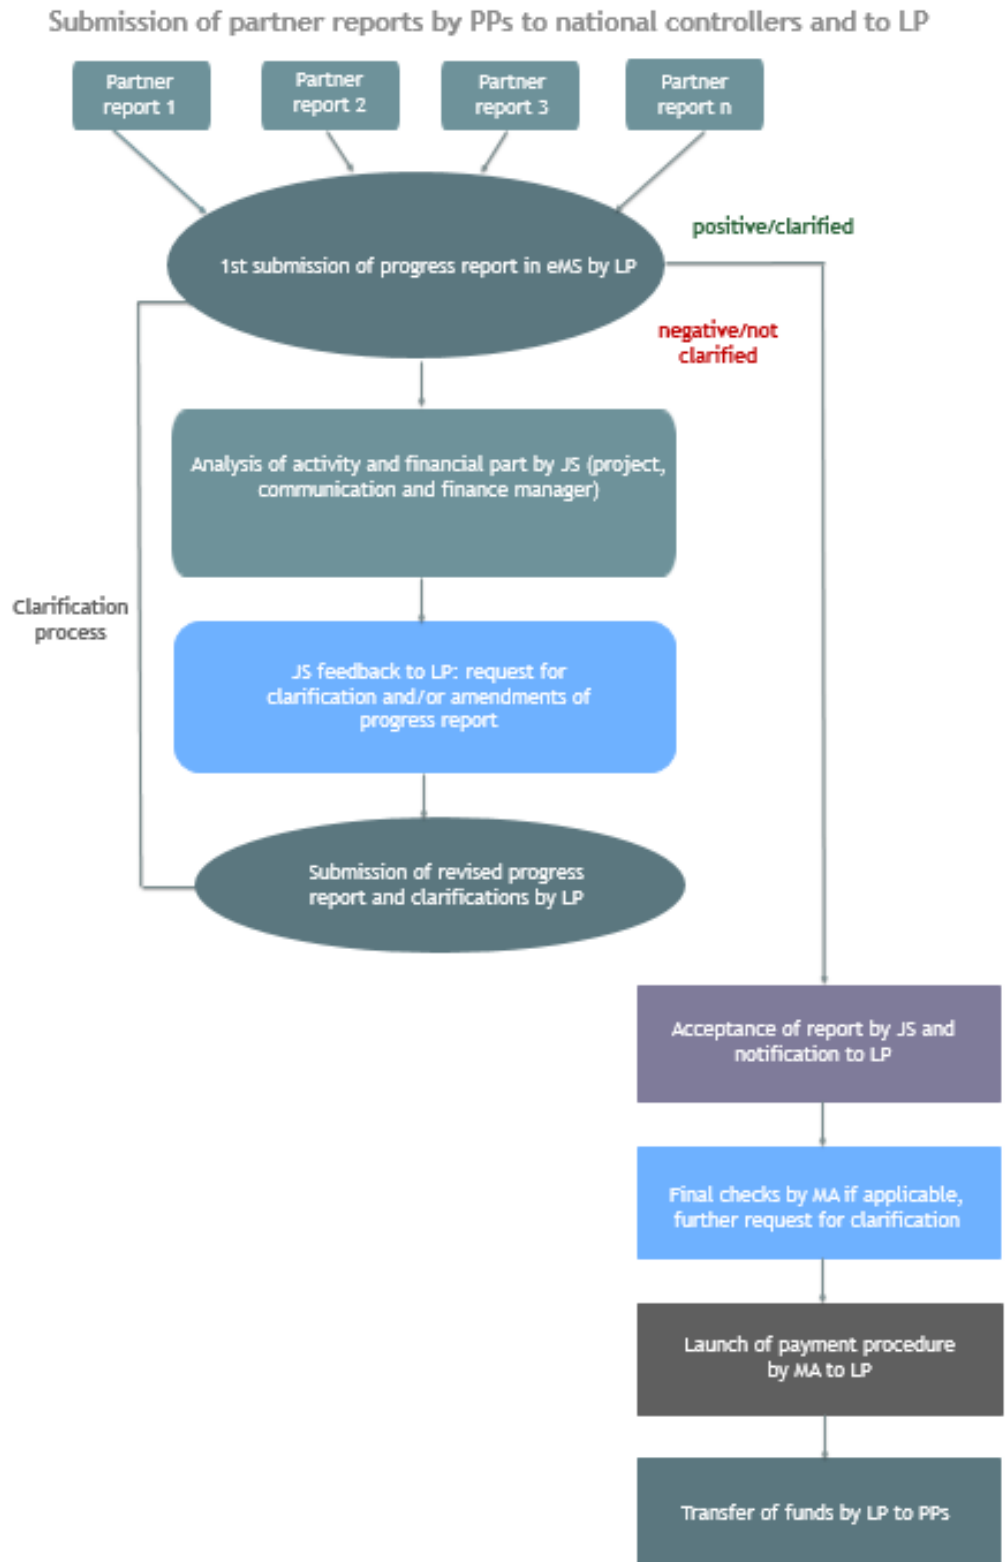 Submission of partner reports by PPs to national controllers and to LP
Partner
report 1
Partner
report 2
Partner
report 3
Partner
report n
positive/clarified
1st submission of progress report in eMS by LP
negative/not
clarified
Analysis of activity and financial part by JS (project,
communication and finance manager)
Clarification
process
JS feedback to LP: request for
clarification and/or amendments of
progress report
Submission of revised progress
report and clarifications by LP
Acceptance of report by JS and
notification to LP
Final checks by MA if applicable,
further request for clarification
Launch of payment procedure
by MA to LP
Transfer of funds by LP to PPs